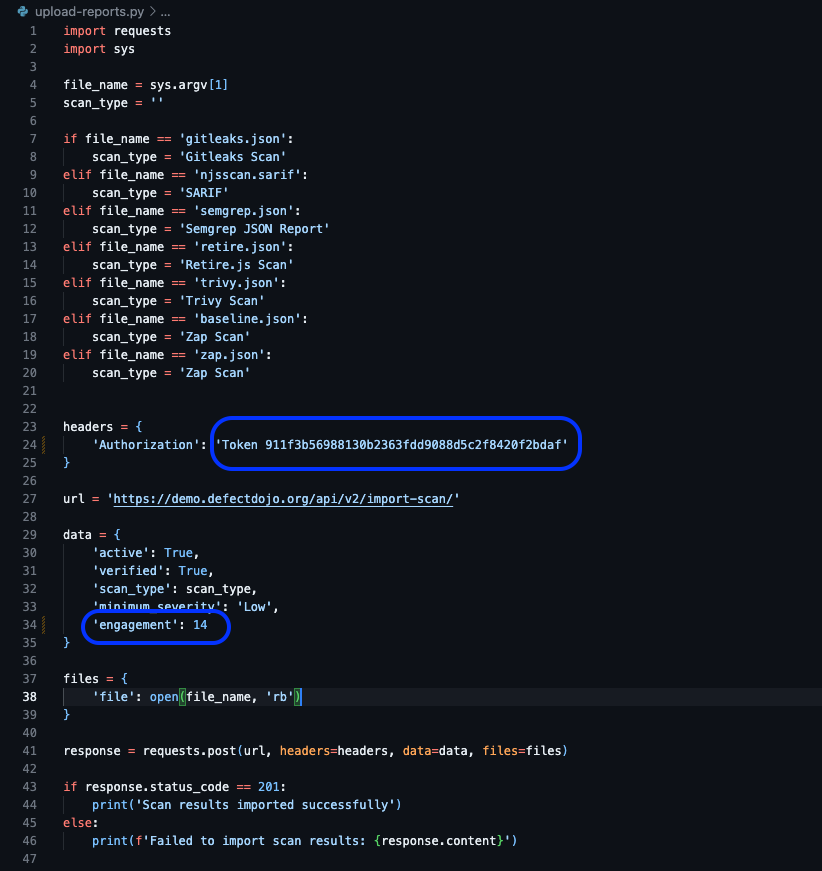 upload-reports.py > ...
1 import requests
2 import sys
3
4 file_name = sys.argv[1]
5 scan_type = ''
6
7 if file_name == 'gitleaks.json':
8     scan_type = 'Gitleaks Scan'
9 elif file_name == 'njsscan.sarif':
10     scan_type = 'SARIF'
11 elif file_name == 'semgrep.json':
12     scan_type = 'Semgrep JSON Report'
13 elif file_name == 'retire.json':
14     scan_type = 'Retire.js Scan'
15 elif file_name == 'trivy.json':
16     scan_type = 'Trivy Scan'
17 elif file_name == 'baseline.json':
18     scan_type = 'Zap Scan'
19 elif file_name == 'zap.json':
20     scan_type = 'Zap Scan'
21
22
23 headers = {
24     'Authorization': 'Token 911f3b56988130b2363fdd9088d5c2f8420f2bdaf'
25 }
26
27 url = 'https://demo.defectdojo.org/api/v2/import-scan/'
28
29 data = {
30     'active': True,
31     'verified': True,
32     'scan_type': scan_type,
33     'minimum_severity': 'Low',
34     'engagement': 14
35 }
36
37 files = {
38     'file': open(file_name, 'rb')
39 }
40
41 response = requests.post(url, headers=headers, data=data, files=files)
42
43 if response.status_code == 201:
44     print('Scan results imported successfully')
45 else:
46     print(f'Failed to import scan results: {response.content}')
47